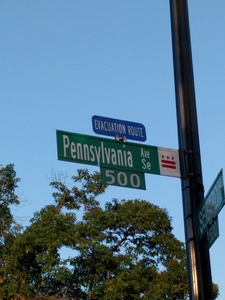 EVACUATION ROUTE
Pennsylvania Ave Se
500